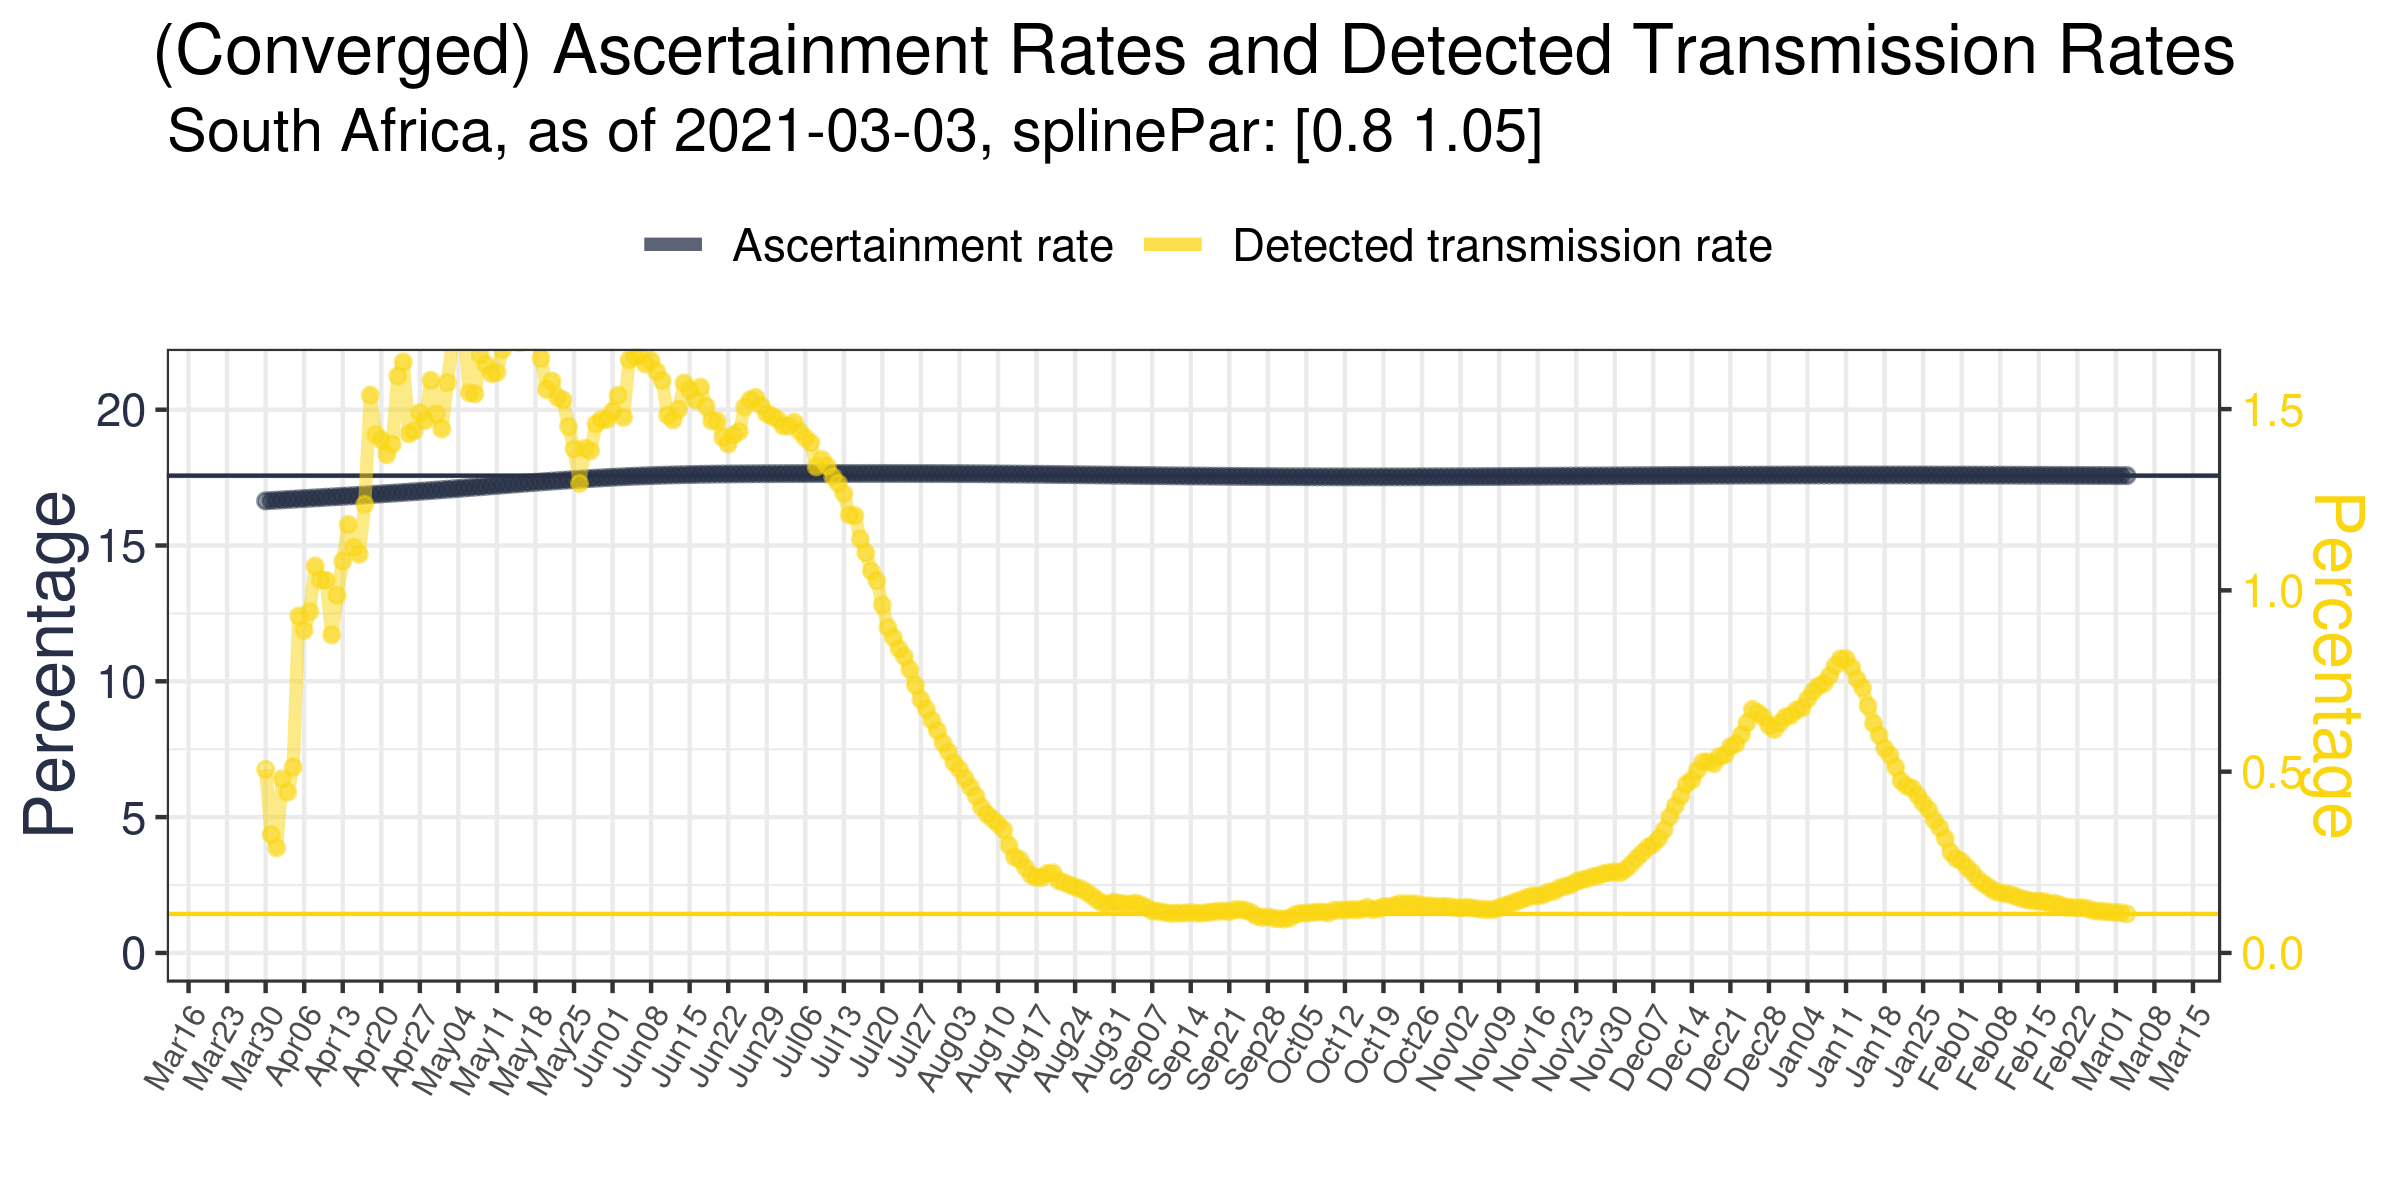 (Converged) Ascertainment Rates and Detected Transmission Rates
South Africa, as of 2021-03-03, splinePar: [0.8 1.05]
Ascertainment rate
Detected transmission rate
Percentage
20
15
10
5
0
1.5
1.0
0.5
0.0
Percentage
Mar16
Mar23
Mar30
Apr06
Apr13
Apr20
Apr27
May04
May11
May18
May25
Jun01
Jun08
Jun15
Jun22
Jun29
Jul06
Jul13
Jul20
Jul27
Aug03
Aug10
Aug17
Aug24
Aug31
Sep07
Sep14
Sep21
Sep28
Oct05
Oct12
Oct19
Oct26
Nov02
Nov09
Nov16
Nov23
Nov30
Dec07
Dec14
Dec21
Dec28
Jan04
Jan11
Jan18
Jan25
Feb01
Feb08
Feb15
Feb22
Mar01
Mar08
Mar15